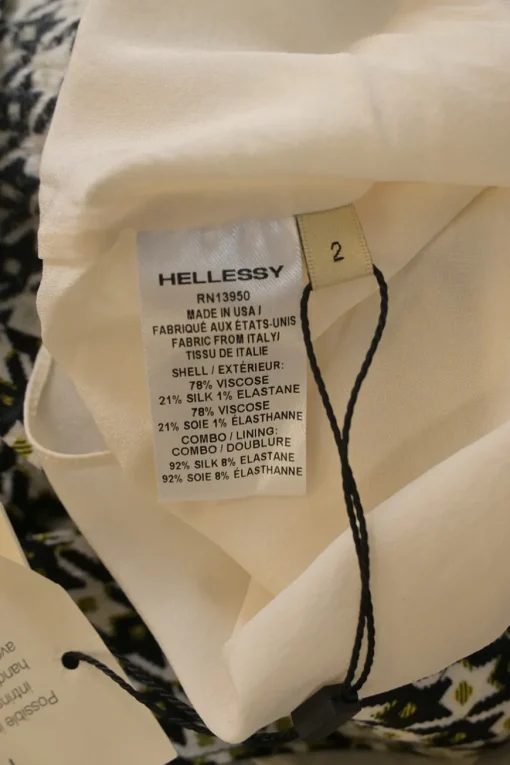 HELLESSY
RN13950
MADE IN USA /
FABRIQUÉ AUX ÉTATS-UNIS
FABRIC FROM ITALY/
TISSU DE ITALIE
SHELL / EXTÉRIEUR:
78% VISCOSE
21% SILK 1% ELASTANE
78% VISCOSE
21% SOIE 1% ÉLASTHANNE
COMBO / LINING:
COMBO / DOUBLURE
92% SILK 8% ELASTANE
92% SOIE 8% ÉLASTHANNE
2
Possible
intrin
hand